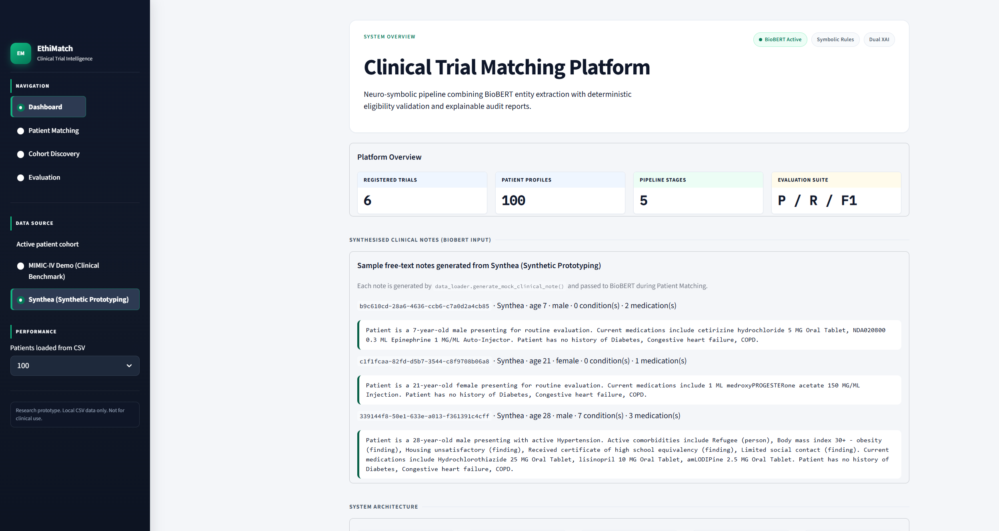 EM
EthiMatch
Clinical Trial Intelligence
NAVIGATION
Dashboard
Patient Matching
Cohort Discovery
Evaluation
DATA SOURCE
Active patient cohort
MIMIC-IV Demo (Clinical
Benchmark)
Synthea (Synthetic Prototyping)
PERFORMANCE
Patients loaded from CSV
100
Research prototype. Local CSV data only. Not for
clinical use.
SYSTEM OVERVIEW
BioBERT Active
Symbolic Rules
Dual XAI
Clinical Trial Matching Platform
Neuro-symbolic pipeline combining BioBERT entity extraction with deterministic
eligibility validation and explainable audit reports.
Platform Overview
REGISTERED TRIALS
6
PATIENT PROFILES
100
PIPELINE STAGES
5
EVALUATION SUITE
P / R / F1
SYNTHESISED CLINICAL NOTES (BIOBERT INPUT)
Sample free-text notes generated from Synthea (Synthetic Prototyping)
Each note is generated by data_loader.generate_mock_clinical_note() and passed to BioBERT during Patient Matching.
b9c610cd-28a6-4636-ccb6-c7a0d2a4cb85 · Synthea · age 7 · male · 0 condition(s) · 2 medication(s)
Patient is a 7-year-old male presenting for routine evaluation. Current medications include cetirizine hydrochloride 5 MG Oral Tablet, NDA020800
0.3 ML Epinephrine 1 MG/ML Auto-Injector. Patient has no history of Diabetes, Congestive heart failure, COPD.
c1f1fcaa-82fd-d5b7-3544-c8f9708b06a8 · Synthea · age 21 · female · 0 condition(s) · 1 medication(s)
Patient is a 21-year-old female presenting for routine evaluation. Current medications include 1 ML medroxyPROGESTERone acetate 150 MG/ML
Injection. Patient has no history of Diabetes, Congestive heart failure, COPD.
339144f8-50e1-633e-a013-f361391c4cff · Synthea · age 28 · male · 7 condition(s) · 3 medication(s)
Patient is a 28-year-old male presenting with active Hypertension. Active comorbidities include Refugee (person), Body mass index 30+ - obesity
(finding), Housing unsatisfactory (finding), Received certificate of high school equivalency (finding), Limited social contact (finding). Current
medications include Hydrochlorothiazide 25 MG Oral Tablet, lisinopril 10 MG Oral Tablet, amLODIPine 2.5 MG Oral Tablet. Patient has no history of
Diabetes, Congestive heart failure, COPD.
SYSTEM ARCHITECTURE